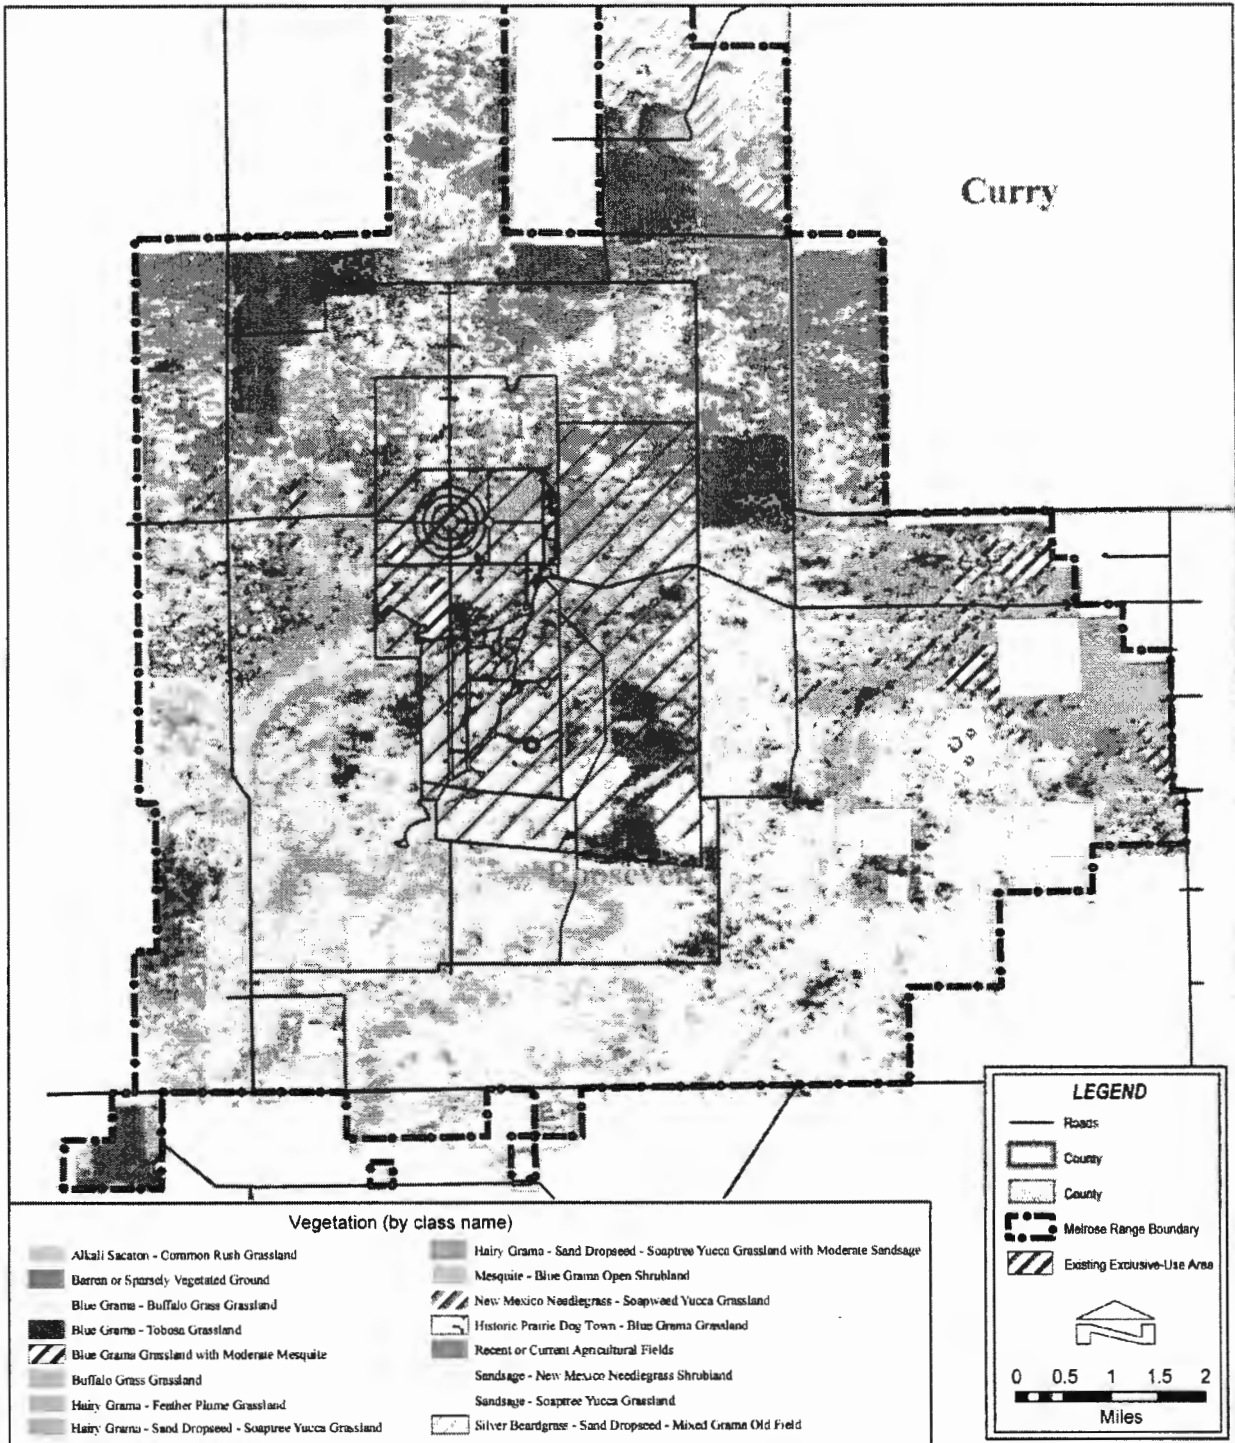 Curry
Roosevelt
LEGEND
Roads
County
County
Melrose Range Boundary
Existing Exclusive-Use Area
0 0.5 1 2
Miles
Vegetation (by class name)
Alkali Sacaton - Common Rush Grassland
Barren or Sparsely Vegetated Ground
Blue Grama - Buffalo Grass Grassland
Blue Grama - Tobosa Grassland
Blue Grama Grassland with Moderate Mesquite
Buffalo Grass Grassland
Hairy Grama - Feather Plume Grassland
Hairy Grama - Sand Dropseed - Soaptree Yucca Grassland
Hairy Grama - Sand Dropseed - Soaptree Yucca Grassland with Moderate Sandsage
Mesquite - Blue Grama Open Shrubland
New Mexico Needlegrass - Soapweed Yucca Grassland
Historic Prairie Dog Town - Blue Grama Grassland
Recent or Current Agricultural Fields
Sandsage - New Mexico Needlegrass Shrubland
Sandsage - Soaptree Yucca Grassland
Silver Beardgrass - Sand Dropseed - Mixed Grama Old Field